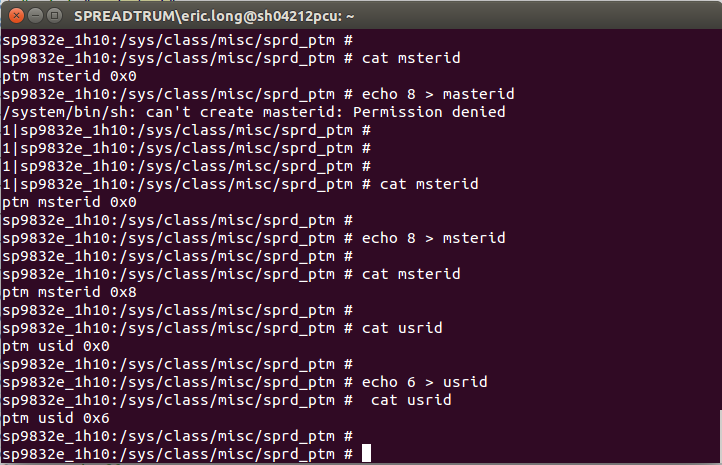 SPREADTRUM\eric.long@sh04212pcu: ~
sp9832e_1h10:/sys/class/misc/sprd_ptm #
sp9832e_1h10:/sys/class/misc/sprd_ptm # cat msterid
ptm msterid 0x0
sp9832e_1h10:/sys/class/misc/sprd_ptm # echo 8 > masterid
/system/bin/sh: can't create masterid: Permission denied
1|sp9832e_1h10:/sys/class/misc/sprd_ptm #
1|sp9832e_1h10:/sys/class/misc/sprd_ptm #
1|sp9832e_1h10:/sys/class/misc/sprd_ptm #
1|sp9832e_1h10:/sys/class/misc/sprd_ptm # cat msterid
ptm msterid 0x0
sp9832e_1h10:/sys/class/misc/sprd_ptm #
sp9832e_1h10:/sys/class/misc/sprd_ptm # echo 8 > msterid
sp9832e_1h10:/sys/class/misc/sprd_ptm #
sp9832e_1h10:/sys/class/misc/sprd_ptm # cat msterid
ptm msterid 0x8
sp9832e_1h10:/sys/class/misc/sprd_ptm #
sp9832e_1h10:/sys/class/misc/sprd_ptm # cat usrid
ptm usid 0x0
sp9832e_1h10:/sys/class/misc/sprd_ptm #
sp9832e_1h10:/sys/class/misc/sprd_ptm # echo 6 > usrid
sp9832e_1h10:/sys/class/misc/sprd_ptm #  cat usrid
ptm usid 0x6
sp9832e_1h10:/sys/class/misc/sprd_ptm #
sp9832e_1h10:/sys/class/misc/sprd_ptm #